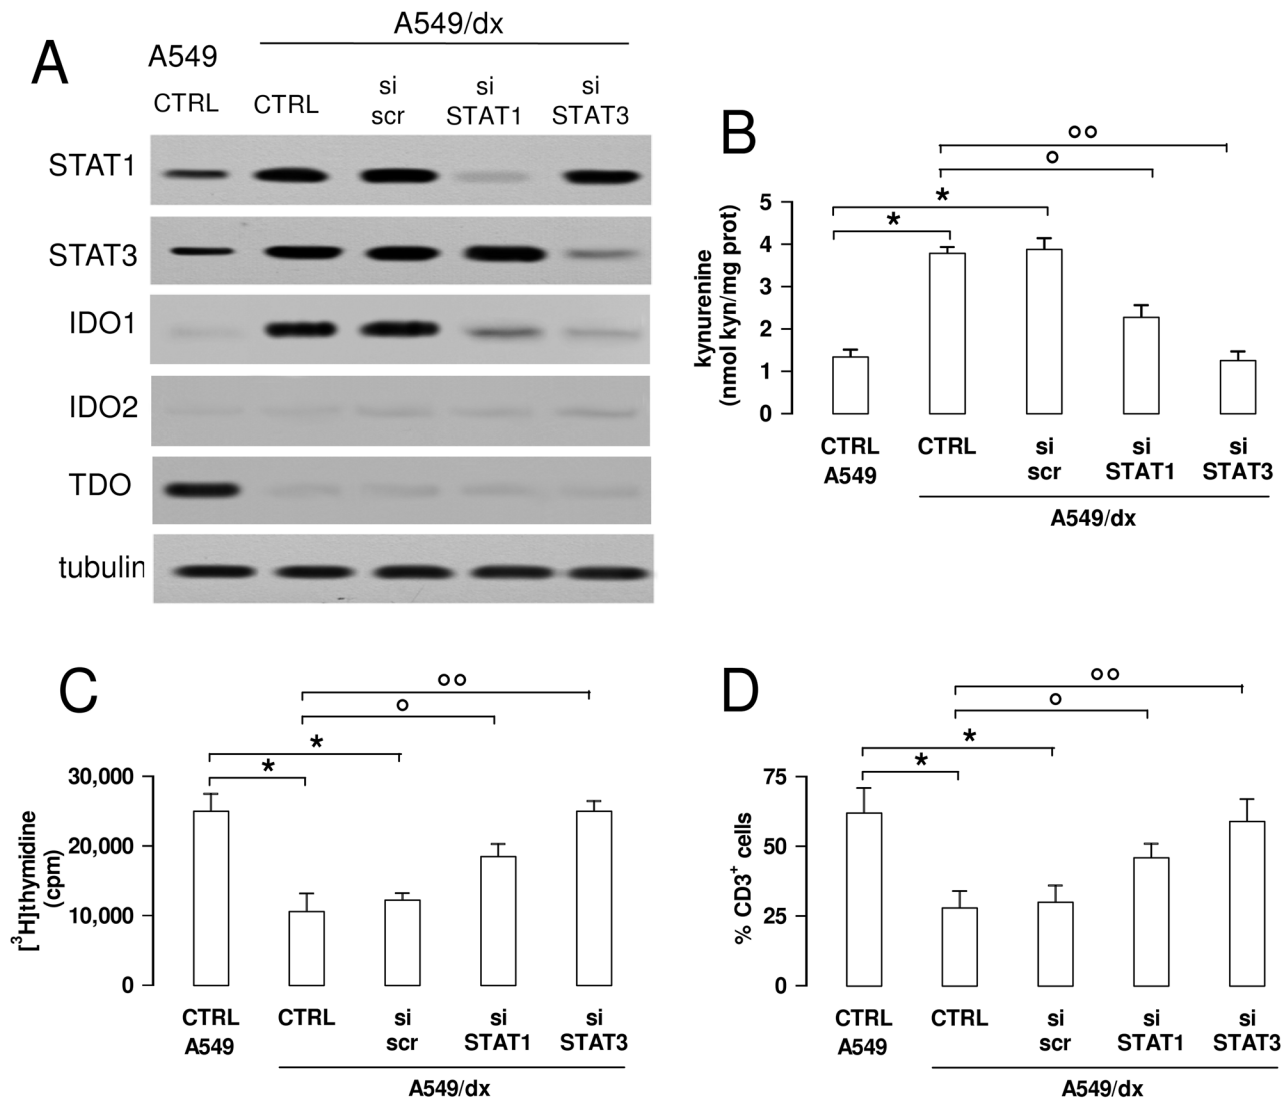 A
A549/dx
A549
CTRL
CTRL
si
scr
si
STAT1
si
STAT3
STAT1
STAT3
IDO1
IDO2
TDO
tubulin
B
°°
°
*
*
kynurenine
(nmol kyn/mg prot)
5
4
3
2
1
0
CTRL
A549
CTRL
si
scr
si
STAT1
si
STAT3
A549/dx
C
°°
°
*
*
[³H]thymidine
(cpm)
30,000
20,000
10,000
0
CTRL
A549
CTRL
si
scr
si
STAT1
si
STAT3
A549/dx
D
°°
°
*
*
% CD3⁺ cells
75
50
25
0
CTRL
A549
CTRL
si
scr
si
STAT1
si
STAT3
A549/dx